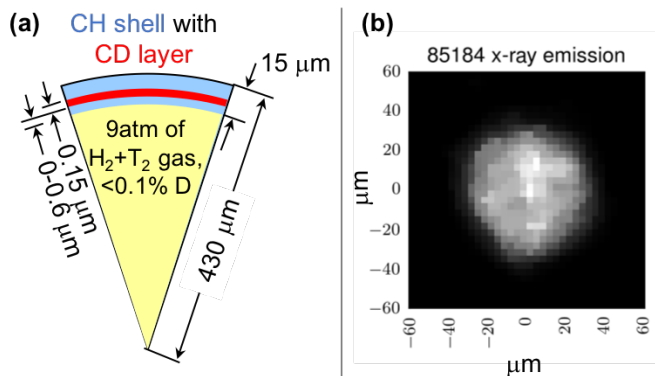 (a)
CH shell with
CD layer
15 μm
9atm of
H₂+T₂ gas,
<0.1% D
0.15 μm
0-0.6 μm
430 μm
(b)
85184 x-ray emission
60
40
20
0
−20
−40
−60
μm
−60
−40
−20
0
20
40
60
μm